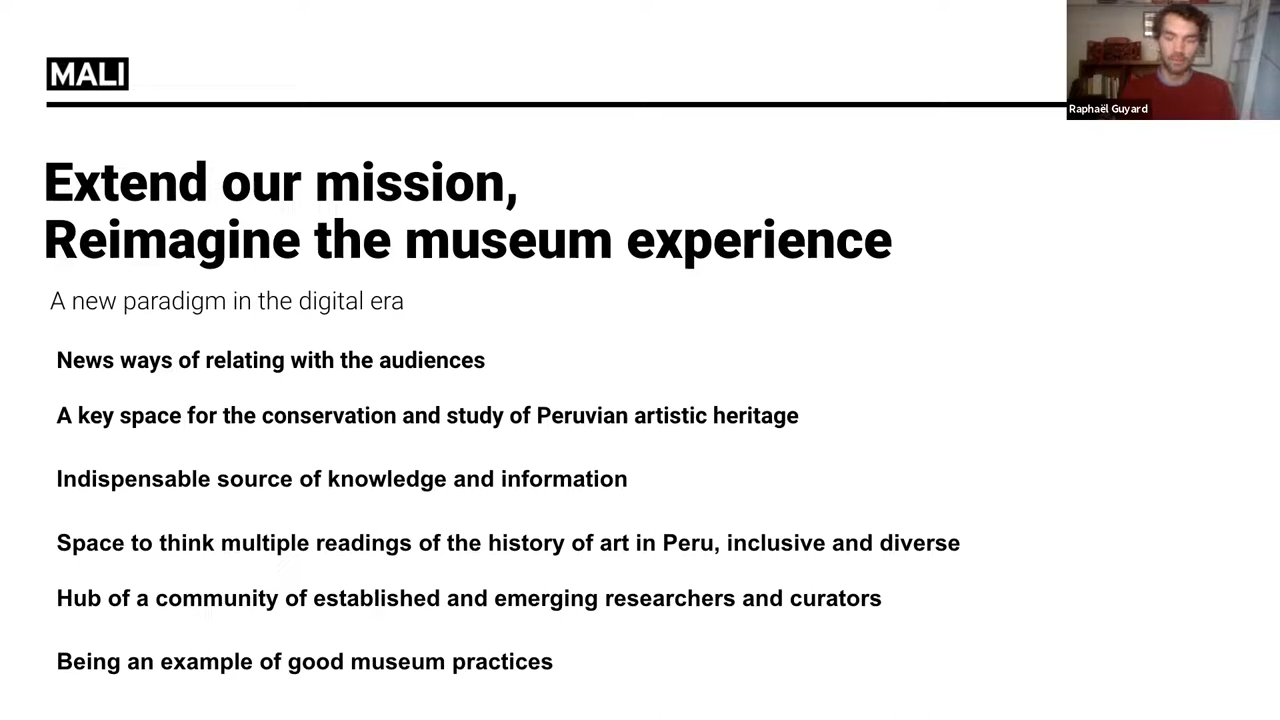 MALI
Raphaël Guyard
Extend our mission,
Reimagine the museum experience
A new paradigm in the digital era
News ways of relating with the audiences
A key space for the conservation and study of Peruvian artistic heritage
Indispensable source of knowledge and information
Space to think multiple readings of the history of art in Peru, inclusive and diverse
Hub of a community of established and emerging researchers and curators
Being an example of good museum practices